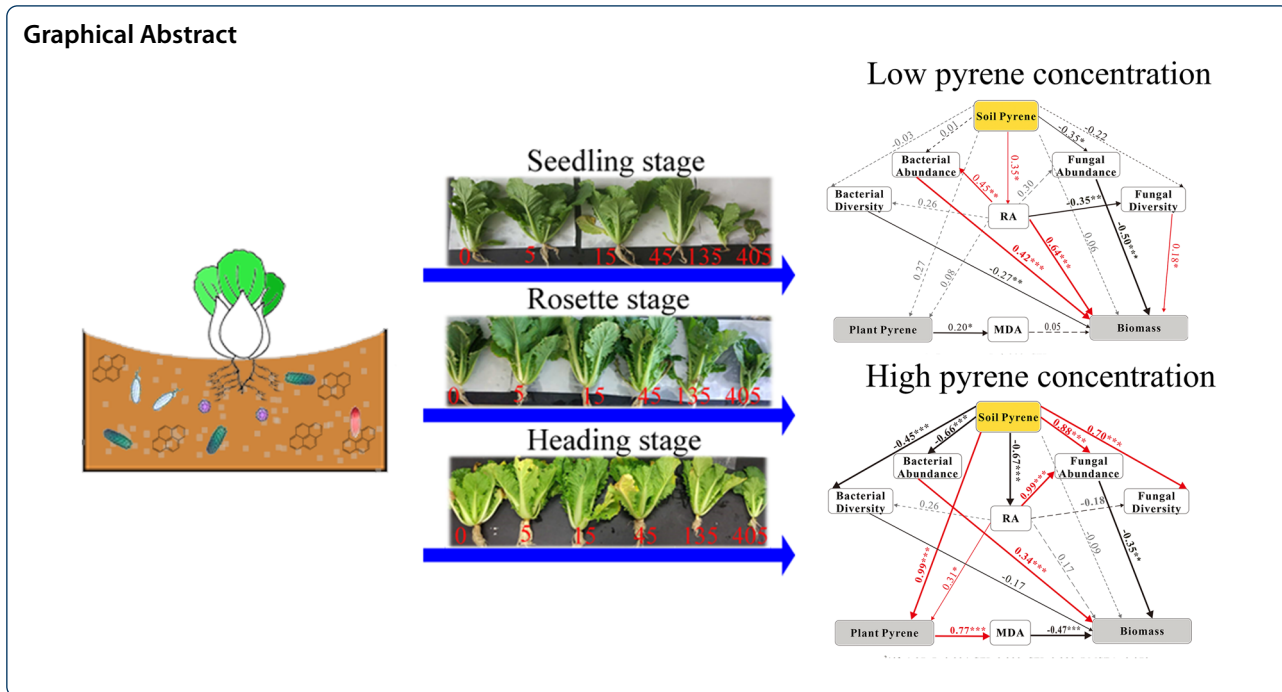 Graphical Abstract
Seedling stage
0 5 15 45 135 405
Rosette stage
0 5 15 45 135 405
Heading stage
0 5 15 45 135 405
Low pyrene concentration
Soil Pyrene
-0.03
0.01
-0.35*
-0.22
Bacterial
Abundance
Fungal
Abundance
0.35*
0.45**
0.30
Bacterial
Diversity
Fungal
Diversity
0.26
RA
-0.35**
0.06
-0.50***
0.42***
0.64***
0.18*
0.27
0.08
-0.27**
Plant Pyrene
0.20*
MDA
0.05
Biomass
High pyrene concentration
Soil Pyrene
-0.45***
-0.66***
0.88***
0.70***
-0.67***
Bacterial
Abundance
Fungal
Abundance
0.99***
Bacterial
Diversity
Fungal
Diversity
0.26
RA
-0.18
-0.09
0.99***
0.34***
0.17
-0.35**
0.31*
-0.17
Plant Pyrene
0.77***
MDA
-0.47***
Biomass